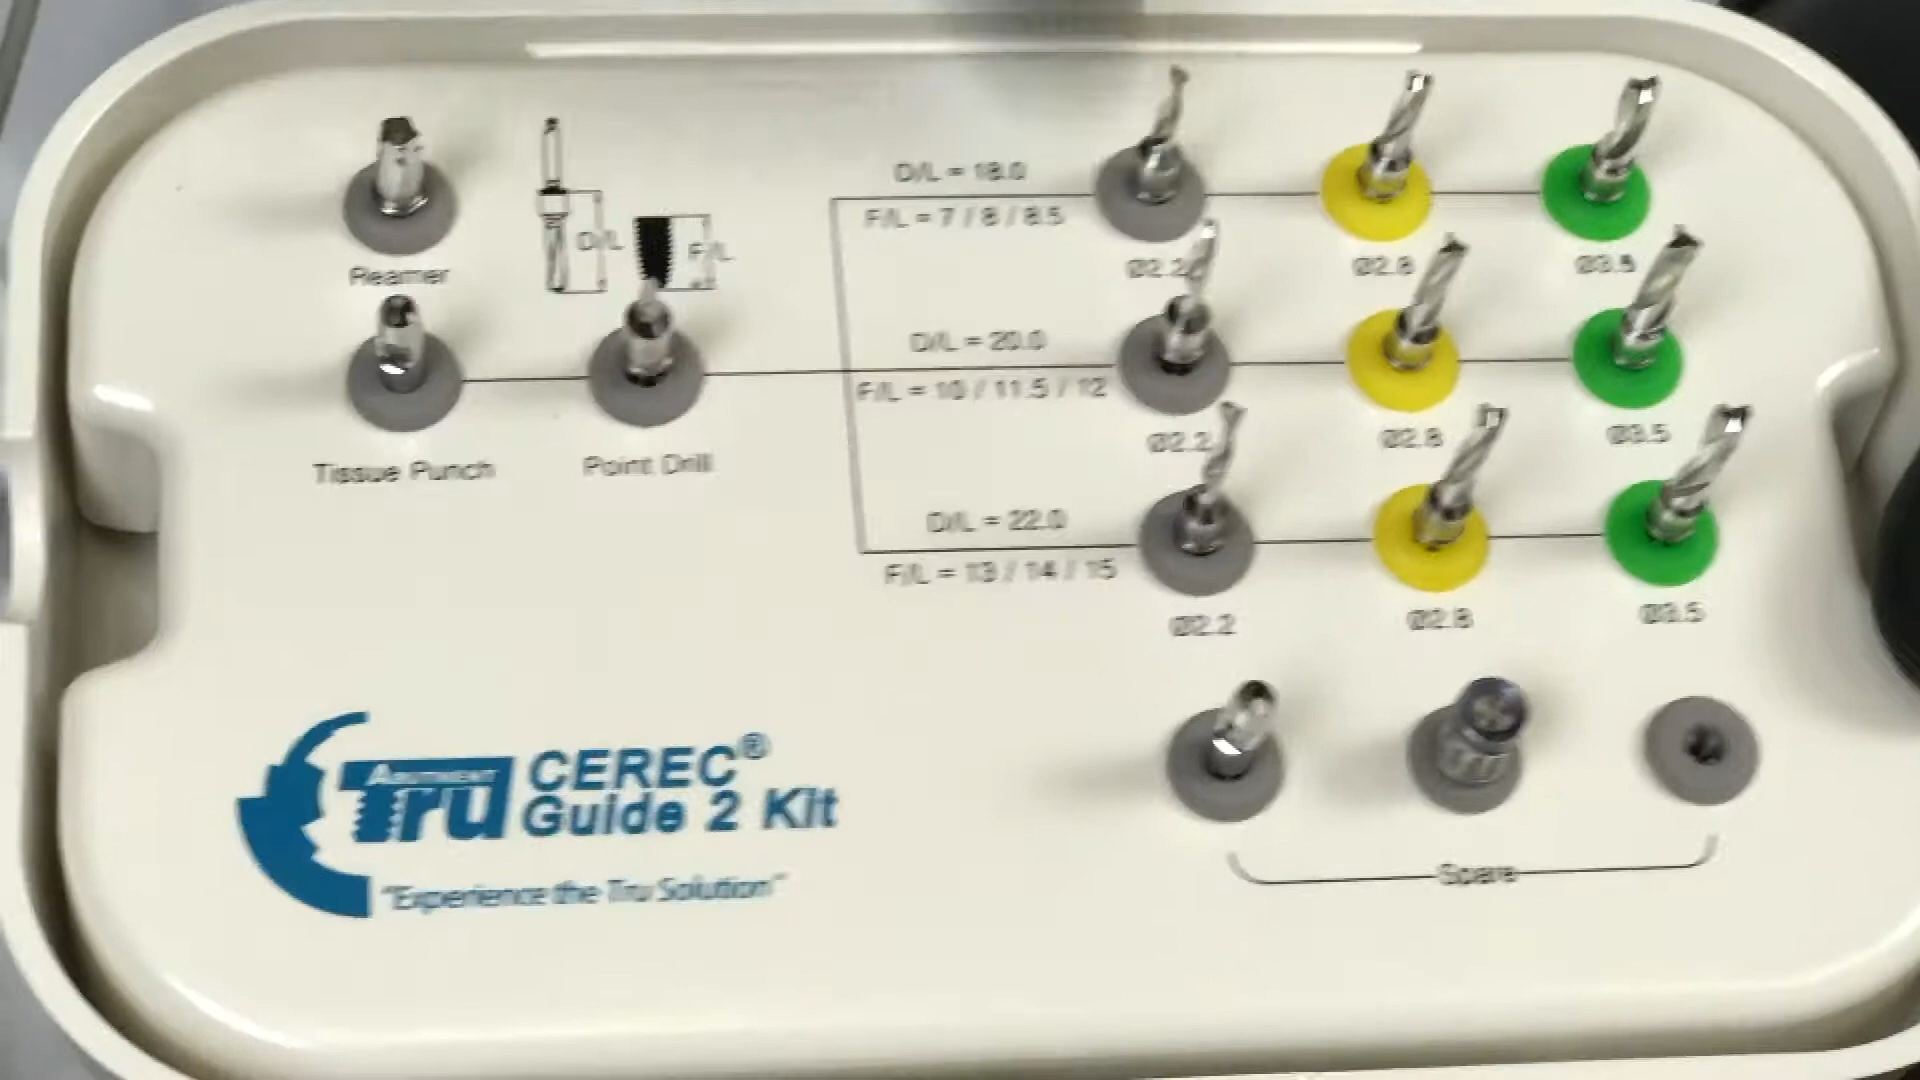 D/L = 18.0
F/L = 7 / 8 / 8.5
Ø2.2
Ø2.8
Ø3.5
Reamer
D/L
F/L
D/L = 20.0
F/L = 10 / 11.5 / 12
Ø2.2
Ø2.8
Ø3.5
Tissue Punch
Point Drill
D/L = 22.0
F/L = 13 / 14 / 15
Ø2.2
Ø2.8
Ø3.5
ABUTMENT
Tru
CEREC®
Guide 2 Kit
"Experience the Tru Solution"
Spare